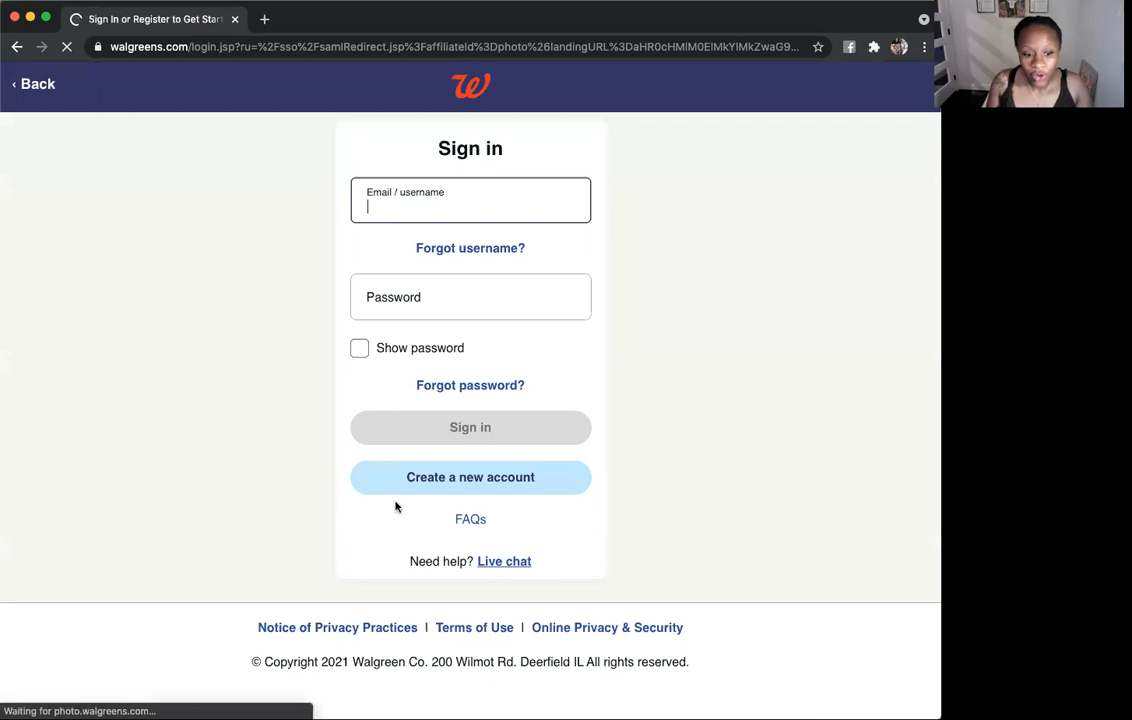 Sign In or Register to Get Start
walgreens.com/login.jsp?ru=%2Fsso%2FsamlRedirect.jsp%3FaffiliateId%3Dphoto%26landingURL%3DaHR0cHMlM0ElMkYlMkZwaG9...
‹ Back
Sign in
Email / username
Forgot username?
Password
Show password
Forgot password?
Sign in
Create a new account
FAQs
Need help? Live chat
Notice of Privacy Practices | Terms of Use | Online Privacy & Security
© Copyright 2021 Walgreen Co. 200 Wilmot Rd. Deerfield IL All rights reserved.
Waiting for photo.walgreens.com...